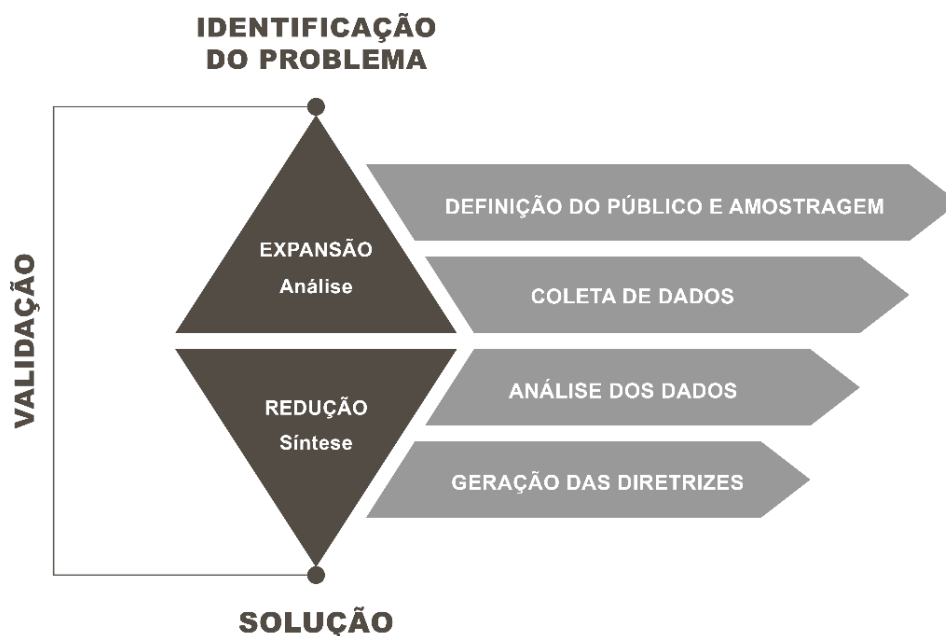 IDENTIFICAÇÃO
DO PROBLEMA
DEFINIÇÃO DO PÚBLICO E AMOSTRAGEM
EXPANSÃO
Análise
COLETA DE DADOS
VALIDAÇÃO
ANÁLISE DOS DADOS
REDUÇÃO
Síntese
GERAÇÃO DAS DIRETRIZES
SOLUÇÃO